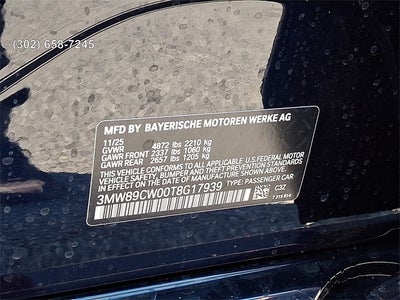 (302) 658-7245
MFD BY BAYERISCHE MOTOREN WERKE AG
11/25
GVWR 4872 lbs 2210 kg
GAWR FRONT 2337 lbs 1060 kg
GAWR REAR 2657 lbs 1205 kg
THIS VEHICLE CONFORMS TO ALL APPLICABLE U.S. FEDERAL MOTOR
VEHICLE SAFETY, BUMPER, AND THEFT PREVENTION STANDARDS
IN EFFECT ON THE DATE OF MANUFACTURE SHOWN ABOVE.
3MW89CW00T8G17939 TYPE: PASSENGER CAR
C3Z
7 313 814